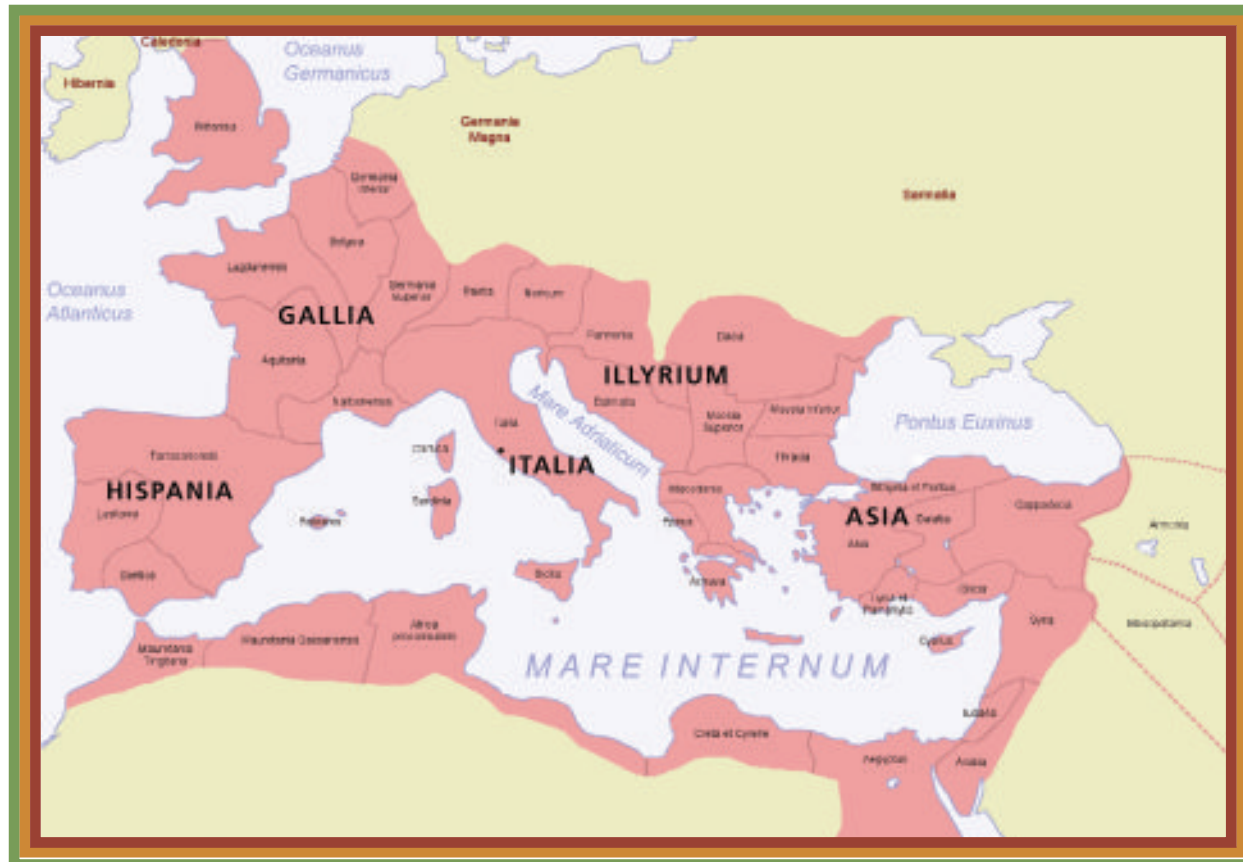 Caledonia
Oceanus
Germanicus
Hibernia
Britannia
Germania
Magna
Germania
Inferior
Sarmatia
Belgica
Lugdunensis
Oceanus
Atlanticus
Germania
Superior
Raetia
Noricum
GALLIA
Pannonia
Dacia
Aquitania
ILLYRIUM
Narbonensis
Dalmatia
Moesia
Superior
Moesia Inferior
Mare Adriaticum
Pontus Euxinus
Italia
Corsica
Tarraconensis
Thracia
ITALIA
HISPANIA
Macedonia
Bithynia et Pontus
Sardinia
Cappadocia
Lusitania
Baleares
Epirus
ASIA
Galatia
Armenia
Asia
Baetica
Sicilia
Achaia
Lycia et
Pamphylia
Cilicia
Africa
proconsularis
Syria
Mesopotamia
Mauritania
Tingitana
Mauritania Caesariensis
Cyprus
MARE INTERNUM
Iudaea
Creta et Cyrene
Aegyptus
Arabia